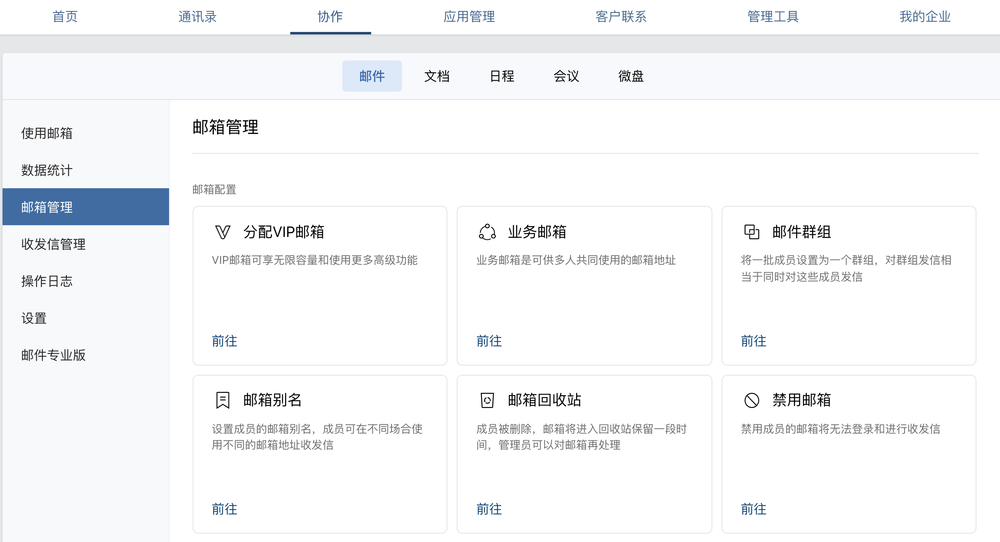 首页 通讯录 协作 应用管理 客户联系 管理工具 我的企业
邮件 文档 日程 会议 微盘
使用邮箱
数据统计
邮箱管理
收发信管理
操作日志
设置
邮件专业版
邮箱管理
邮箱配置
分配VIP邮箱
VIP邮箱可享无限容量和使用更多高级功能
前往
业务邮箱
业务邮箱是可供多人共同使用的邮箱地址
前往
邮件群组
将一批成员设置为一个群组，对群组发信相
当于同时对这些成员发信
前往
邮箱别名
设置成员的邮箱别名，成员可在不同场合使
用不同的邮箱地址收发信
前往
邮箱回收站
成员被删除，邮箱将进入回收站保留一段时
间，管理员可以对邮箱再处理
前往
禁用邮箱
禁用成员的邮箱将无法登录和进行收发信
前往